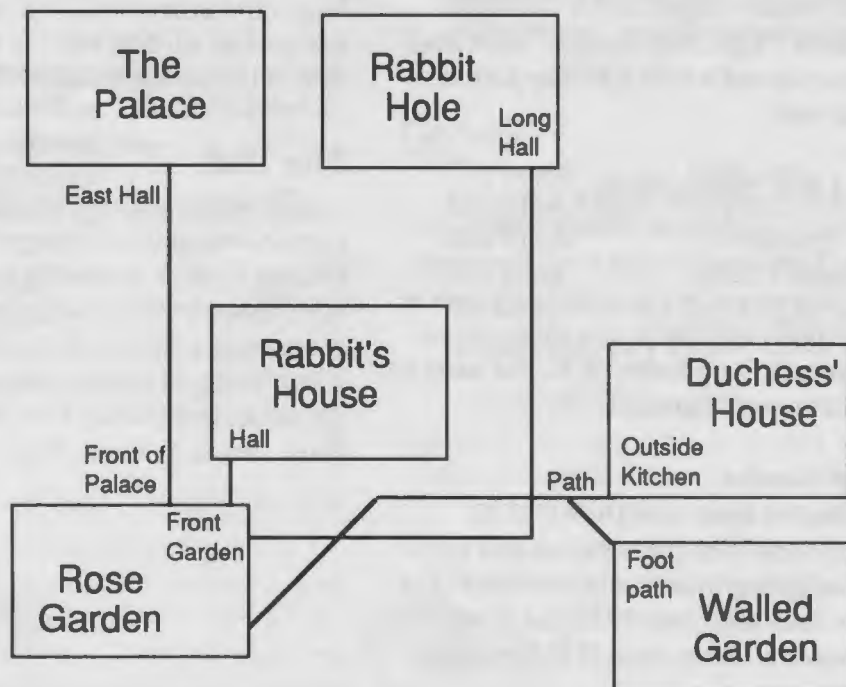 The
Palace
Rabbit
Hole
Long
Hall
East Hall
Rabbit's
House
Hall
Duchess'
House
Outside
Kitchen
Front of
Palace
Path
Front
Garden
Rose
Garden
Foot
path
Walled
Garden